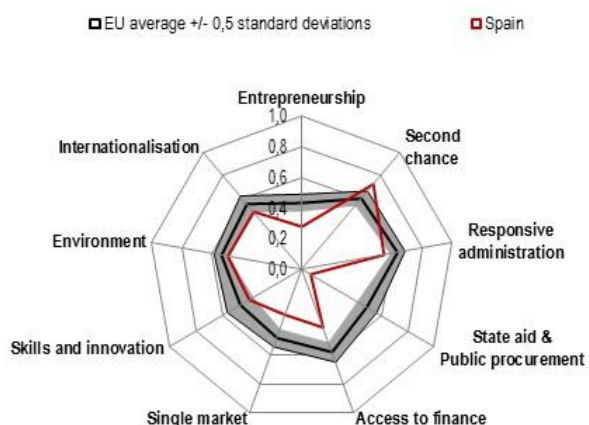 EU average +/- 0,5 standard deviations
Spain
Entrepreneurship
1,0
0,8
0,6
0,4
0,2
0,0
Second
chance
Responsive
administration
State aid &
Public procurement
Access to finance
Single market
Skills and innovation
Environment
Internationalisation